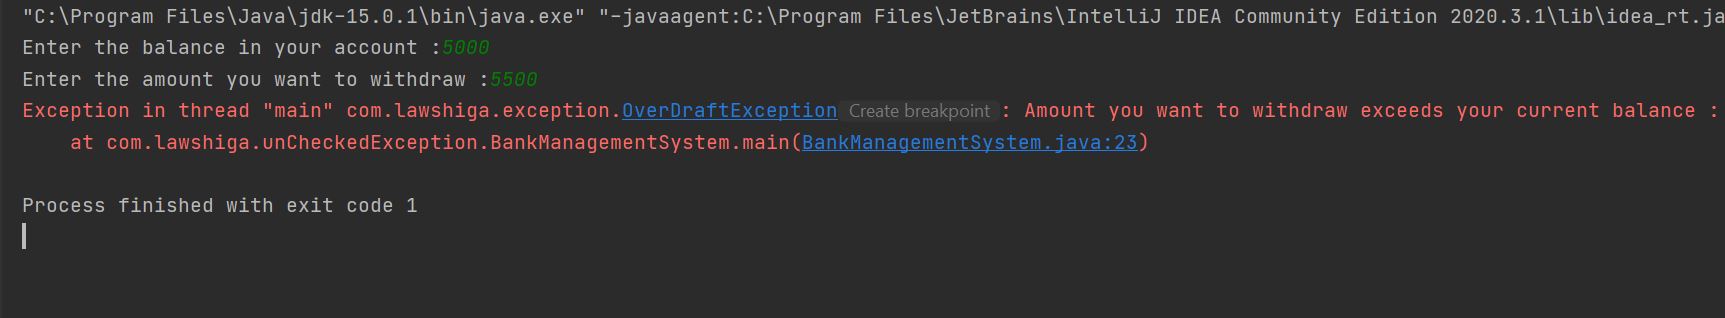 "C:\Program Files\Java\jdk-15.0.1\bin\java.exe" "-javaagent:C:\Program Files\JetBrains\IntelliJ IDEA Community Edition 2020.3.1\lib\idea_rt.ja
Enter the balance in your account :5000
Enter the amount you want to withdraw :5500
Exception in thread "main" com.lawshiga.exception.OverDraftException Create breakpoint : Amount you want to withdraw exceeds your current balance :
at com.lawshiga.unCheckedException.BankManagementSystem.main(BankManagementSystem.java:23)
Process finished with exit code 1